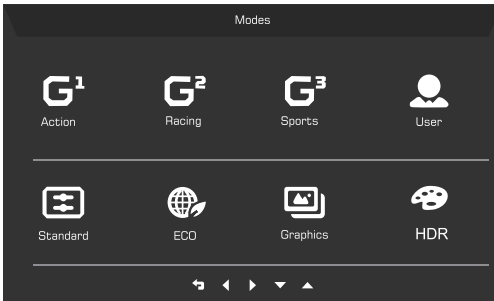 Modes
G1 G2 G3
Action Racing Sports User
Standard ECO Graphics HDR